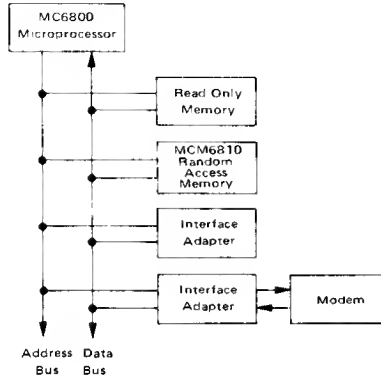 MC6800
Microprocessor
Read Only
Memory
MCM6810
Random
Access
Memory
Interface
Adapter
Interface
Adapter
Modem
Address Data
Bus Bus